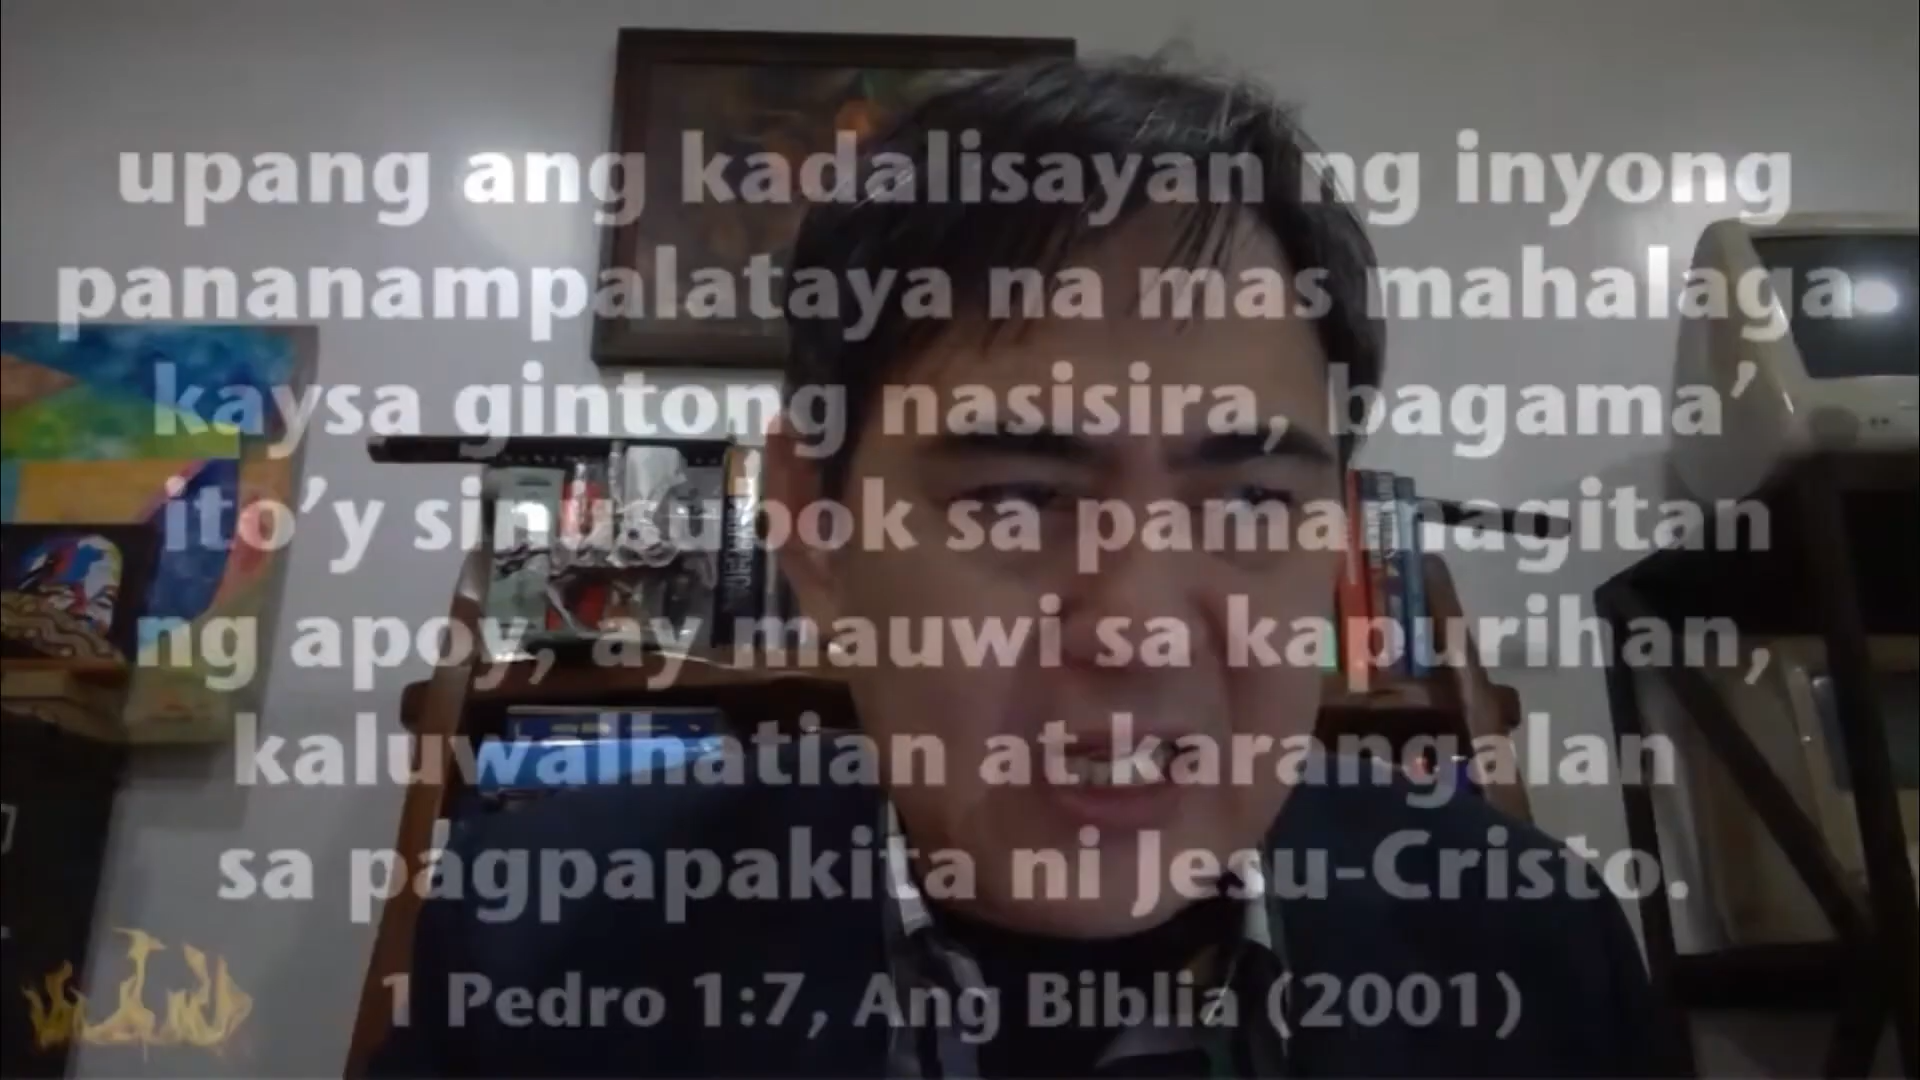 upang ang kadalisayan ng inyong
pananampalataya na mas mahalaga
kaysa gintong nasisira, bagama’
ito’y sinusubok sa pamamagitan
ng apoy, ay mauwi sa kapurihan,
kaluwalhatian at karangalan
sa pagpapakita ni Jesu-Cristo.
1 Pedro 1:7, Ang Biblia (2001)